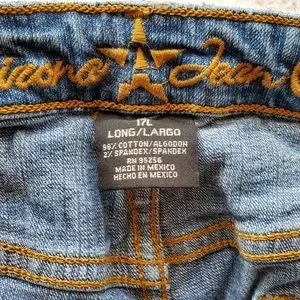 Jean
17L
LONG/LARGO
98% COTTON/ALGODON
2% SPANDEX/SPANDEX
RN 95256
MADE IN MEXICO
HECHO EN MEXICO